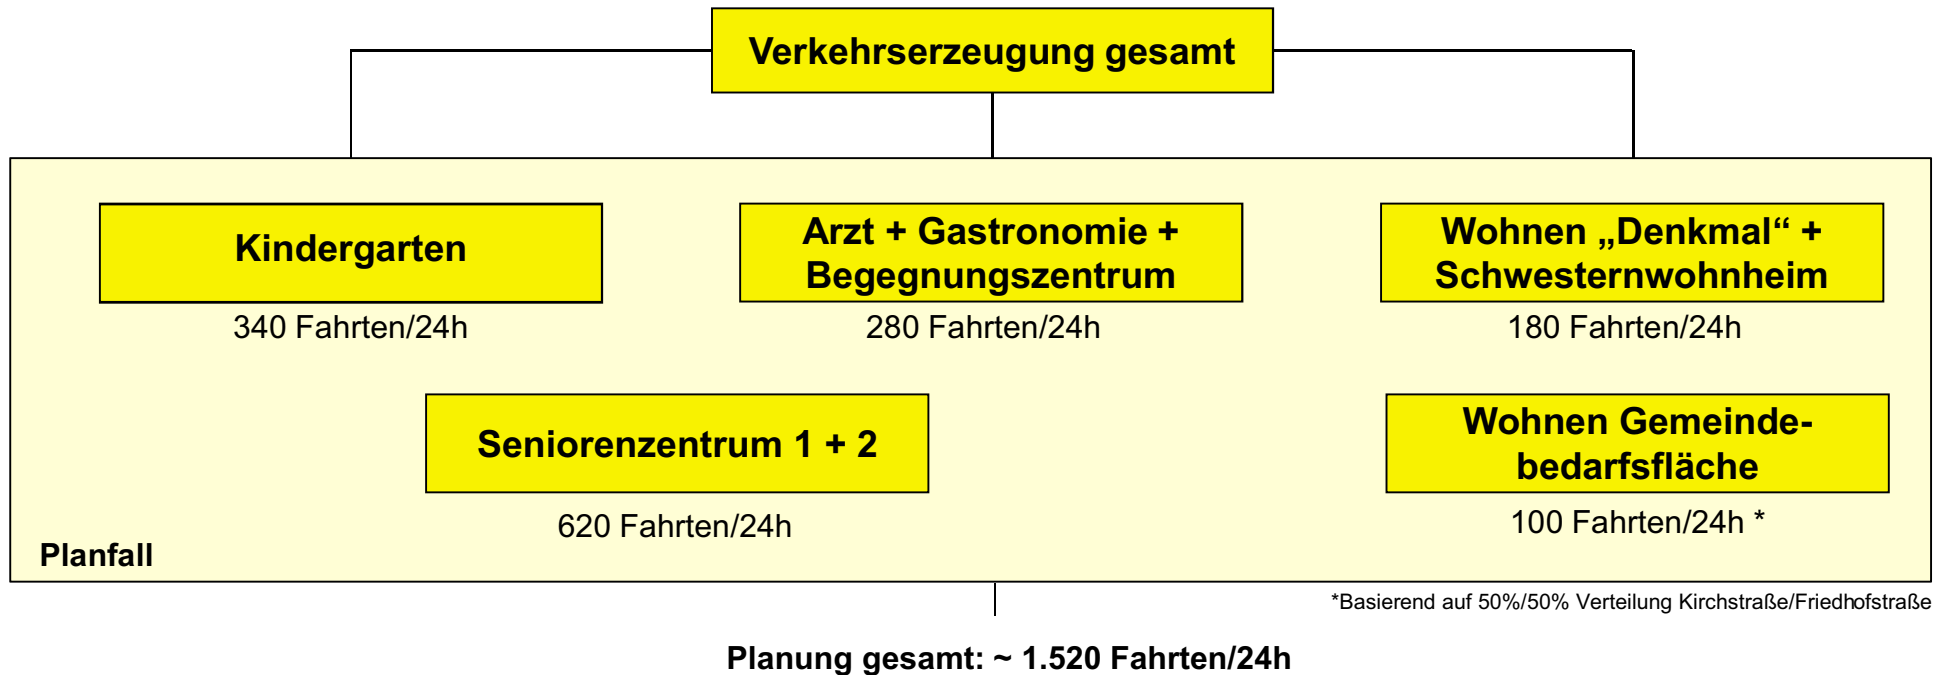 Verkehrserzeugung gesamt
Kindergarten
340 Fahrten/24h
Arzt + Gastronomie +
Begegnungszentrum
280 Fahrten/24h
Wohnen „Denkmal“ +
Schwesternwohnheim
180 Fahrten/24h
Seniorenzentrum 1 + 2
620 Fahrten/24h
Wohnen Gemeinde-
bedarfsfläche
100 Fahrten/24h *
Planfall
*Basierend auf 50%/50% Verteilung Kirchstraße/Friedhofstraße
Planung gesamt: ~ 1.520 Fahrten/24h